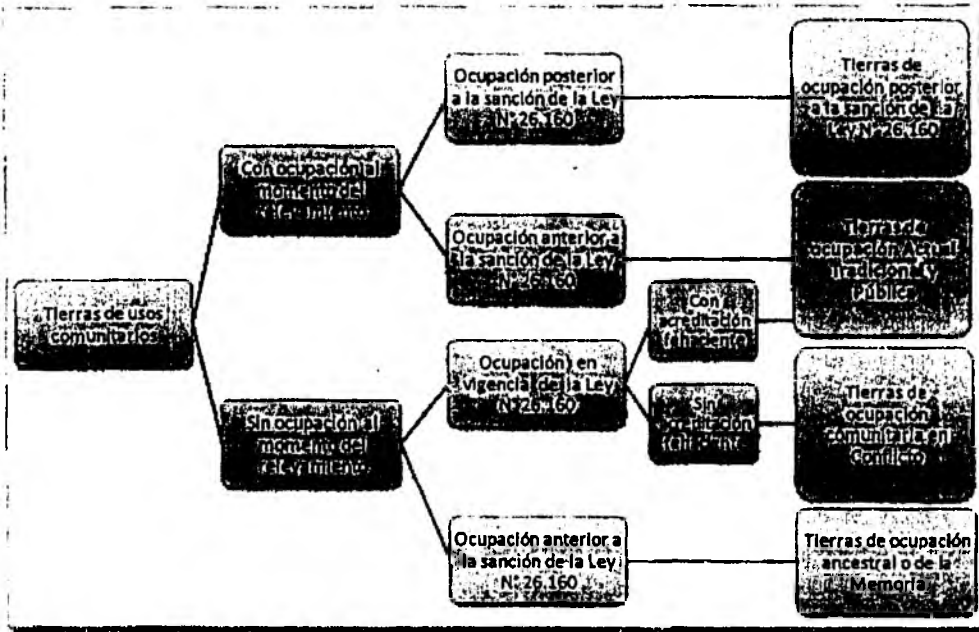 Tierras de usos
comunitarios
Con ocupación al
momento del
relevamiento
Sin ocupación al
momento del
relevamiento
Ocupación posterior
a la sanción de la Ley
(N° 26.160)
Ocupación anterior a
la sanción de la Ley
(N° 26.160)
Ocupación) en
vigencia de la Ley
(N° 26.160)
Ocupación anterior a
la sanción de la Ley
N° 26.160
Con
acreditación
fehaciente
Sin
acreditación
fehaciente
Tierras de
ocupación posterior
a la sanción de la
Ley N° 26.160
Tierras de
ocupación Actual
Tradicional y
Pública
Tierras de
ocupación
comunitaria en
Conflicto
Tierras de ocupación
ancestral o de la
Memoria